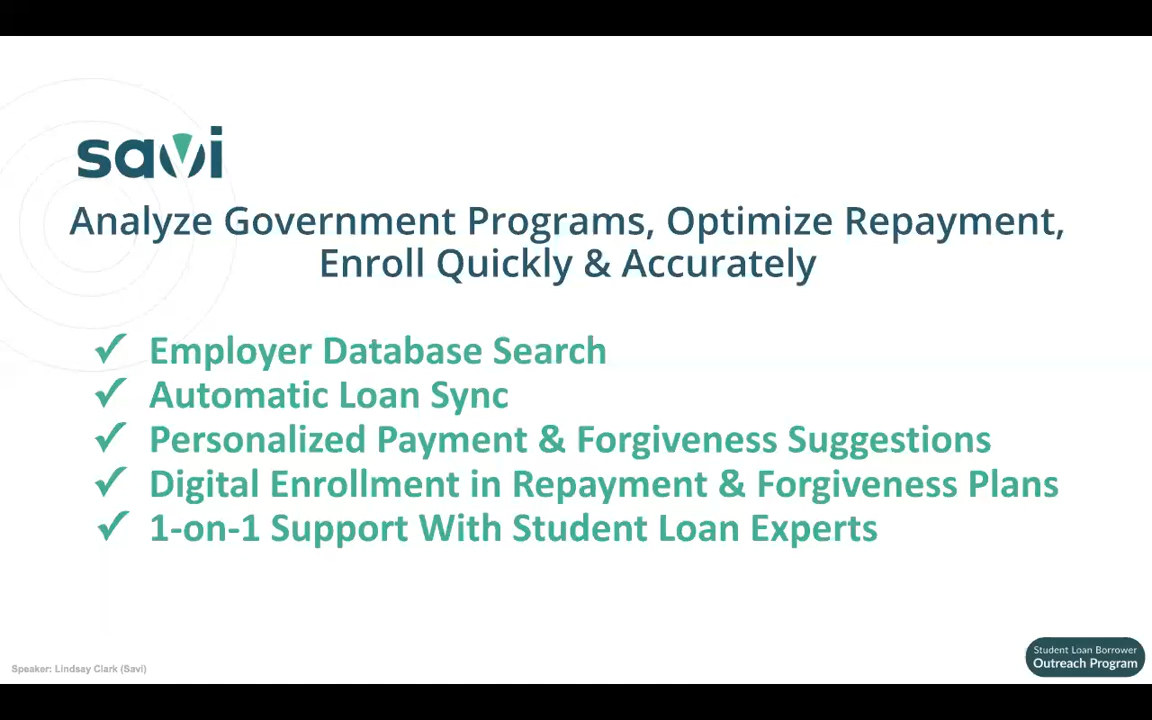 savi
Analyze Government Programs, Optimize Repayment,
Enroll Quickly & Accurately
✓ Employer Database Search
✓ Automatic Loan Sync
✓ Personalized Payment & Forgiveness Suggestions
✓ Digital Enrollment in Repayment & Forgiveness Plans
✓ 1-on-1 Support With Student Loan Experts
Speaker: Lindsay Clark (Savi)
Student Loan Borrower
Outreach Program